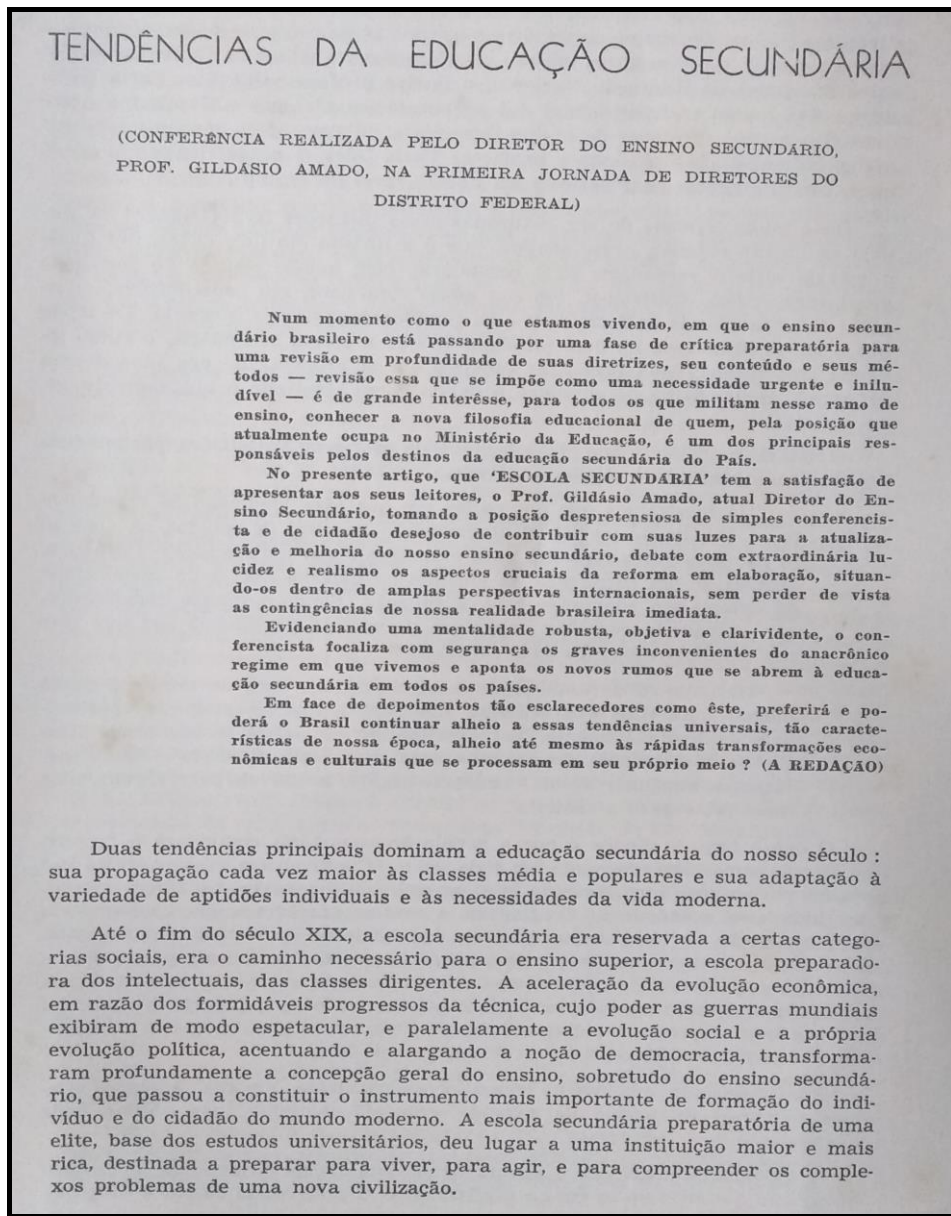 TENDÊNCIAS DA EDUCAÇÃO SECUNDÁRIA
(CONFERÊNCIA REALIZADA PELO DIRETOR DO ENSINO SECUNDÁRIO,
PROF. GILDÁSIO AMADO, NA PRIMEIRA JORNADA DE DIRETORES DO
DISTRITO FEDERAL)
Num momento como o que estamos vivendo, em que o ensino secun-
dário brasileiro está passando por uma fase de crítica preparatória para
uma revisão em profundidade de suas diretrizes, seu conteúdo e seus mé-
todos — revisão essa que se impõe como uma necessidade urgente e inilu-
dível — é de grande interêsse, para todos os que militam nesse ramo de
ensino, conhecer a nova filosofia educacional de quem, pela posição que
atualmente ocupa no Ministério da Educação, é um dos principais res-
ponsáveis pelos destinos da educação secundária do País.
No presente artigo, que 'ESCOLA SECUNDÁRIA' tem a satisfação de
apresentar aos seus leitores, o Prof. Gildásio Amado, atual Diretor do En-
sino Secundário, tomando a posição despretensiosa de simples conferencis-
ta e de cidadão desejoso de contribuir com suas luzes para a atualiza-
ção e melhoria do nosso ensino secundário, debate com extraordinária lu-
cidez e realismo os aspectos cruciais da reforma em elaboração, situan-
do-os dentro de amplas perspectivas internacionais, sem perder de vista
as contingências de nossa realidade brasileira imediata.
Evidenciando uma mentalidade robusta, objetiva e clarividente, o con-
ferencista focaliza com segurança os graves inconvenientes do anacrônico
regime em que vivemos e aponta os novos rumos que se abrem à educa-
ção secundária em todos os países.
Em face de depoimentos tão esclarecedores como êste, preferirá e po-
derá o Brasil continuar alheio a essas tendências universais, tão caracte-
rísticas de nossa época, alheio até mesmo às rápidas transformações eco-
nômicas e culturais que se processam em seu próprio meio ? (A REDAÇÃO)
Duas tendências principais dominam a educação secundária do nosso século :
sua propagação cada vez maior às classes média e populares e sua adaptação à
variedade de aptidões individuais e às necessidades da vida moderna.
Até o fim do século XIX, a escola secundária era reservada a certas catego-
rias sociais, era o caminho necessário para o ensino superior, a escola preparado-
ra dos intelectuais, das classes dirigentes. A aceleração da evolução econômica,
em razão dos formidáveis progressos da técnica, cujo poder as guerras mundiais
exibiram de modo espetacular, e paralelamente a evolução social e a própria
evolução política, acentuando e alargando a noção de democracia, transforma-
ram profundamente a concepção geral do ensino, sobretudo do ensino secundá-
rio, que passou a constituir o instrumento mais importante de formação do indi-
víduo e do cidadão do mundo moderno. A escola secundária preparatória de uma
elite, base dos estudos universitários, deu lugar a uma instituição maior e mais
rica, destinada a preparar para viver, para agir, e para compreender os comple-
xos problemas de uma nova civilização.